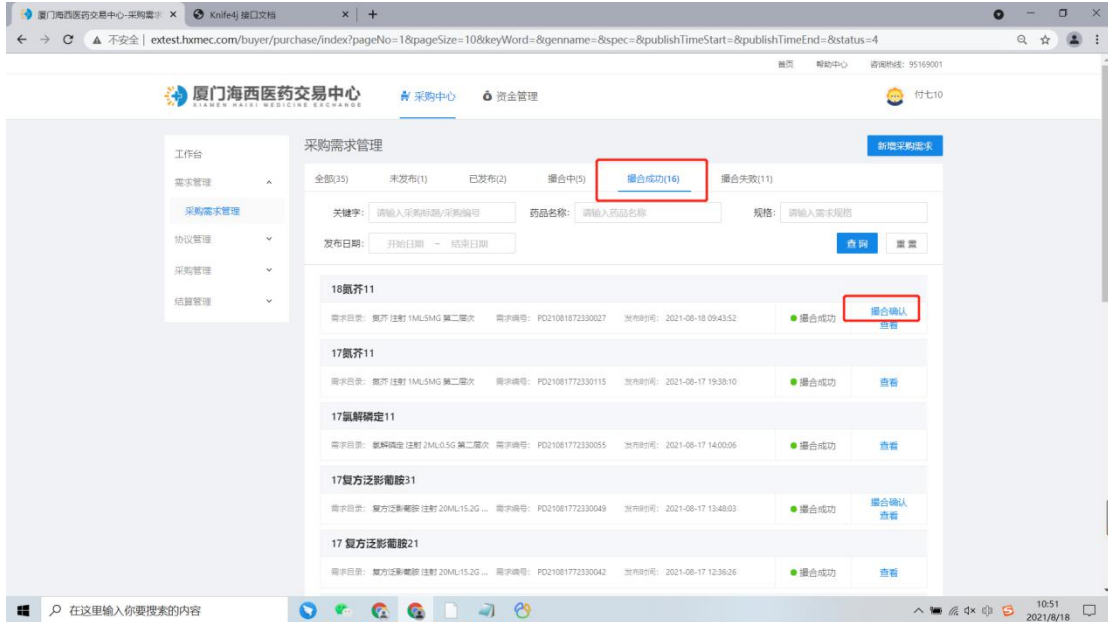 厦门海西医药交易中心-采购需求 Knife4j 接口文档
不安全 extest.hxmec.com/buyer/purchase/index?pageNo=1&pageSize=10&keyWord=&genname=&spec=&publishTimeStart=&publishTimeEnd=&status=4
首页 帮助中心 咨询热线: 95169001
厦门海西医药交易中心 采购中心 资金管理 付七10
XIAMEN HAIXI MEDICINE EXCHANGE
工作台
需求管理
采购需求管理
协议管理
采购管理
结算管理
采购需求管理 新增采购需求
全部(35) 未发布(1) 已发布(2) 撮合中(5) 撮合成功(16) 撮合失败(11)
关键字: 请输入采购标题/采购编号 药品名称: 请输入药品名称 规格: 请输入需求规格
发布日期: 开始日期 - 结束日期 查询 重置
18氨芥11
需求目录: 氮芥 注射 1ML:5MG 第二层次 需求编号: PD21081872330027 发布时间: 2021-08-18 09:43:52 撮合成功 撮合确认
查看
17氮芥11
需求目录: 氮芥 注射 1ML:5MG 第二层次 需求编号: PD21081772330115 发布时间: 2021-08-17 19:38:10 撮合成功 查看
17氯解磷定11
需求目录: 氯解磷定 注射 2ML:0.5G 第二层次 需求编号: PD21081772330055 发布时间: 2021-08-17 14:00:06 撮合成功 查看
17复方泛影葡胺31
需求目录: 复方泛影葡胺 注射 20ML:15.2G ... 需求编号: PD21081772330049 发布时间: 2021-08-17 13:48:03 撮合成功 撮合确认
查看
17 复方泛影葡胺21
需求目录: 复方泛影葡胺 注射 20ML:15.2G ... 需求编号: PD21081772330042 发布时间: 2021-08-17 12:36:26 撮合成功 查看
在这里输入你要搜索的内容
10:51
2021/8/18